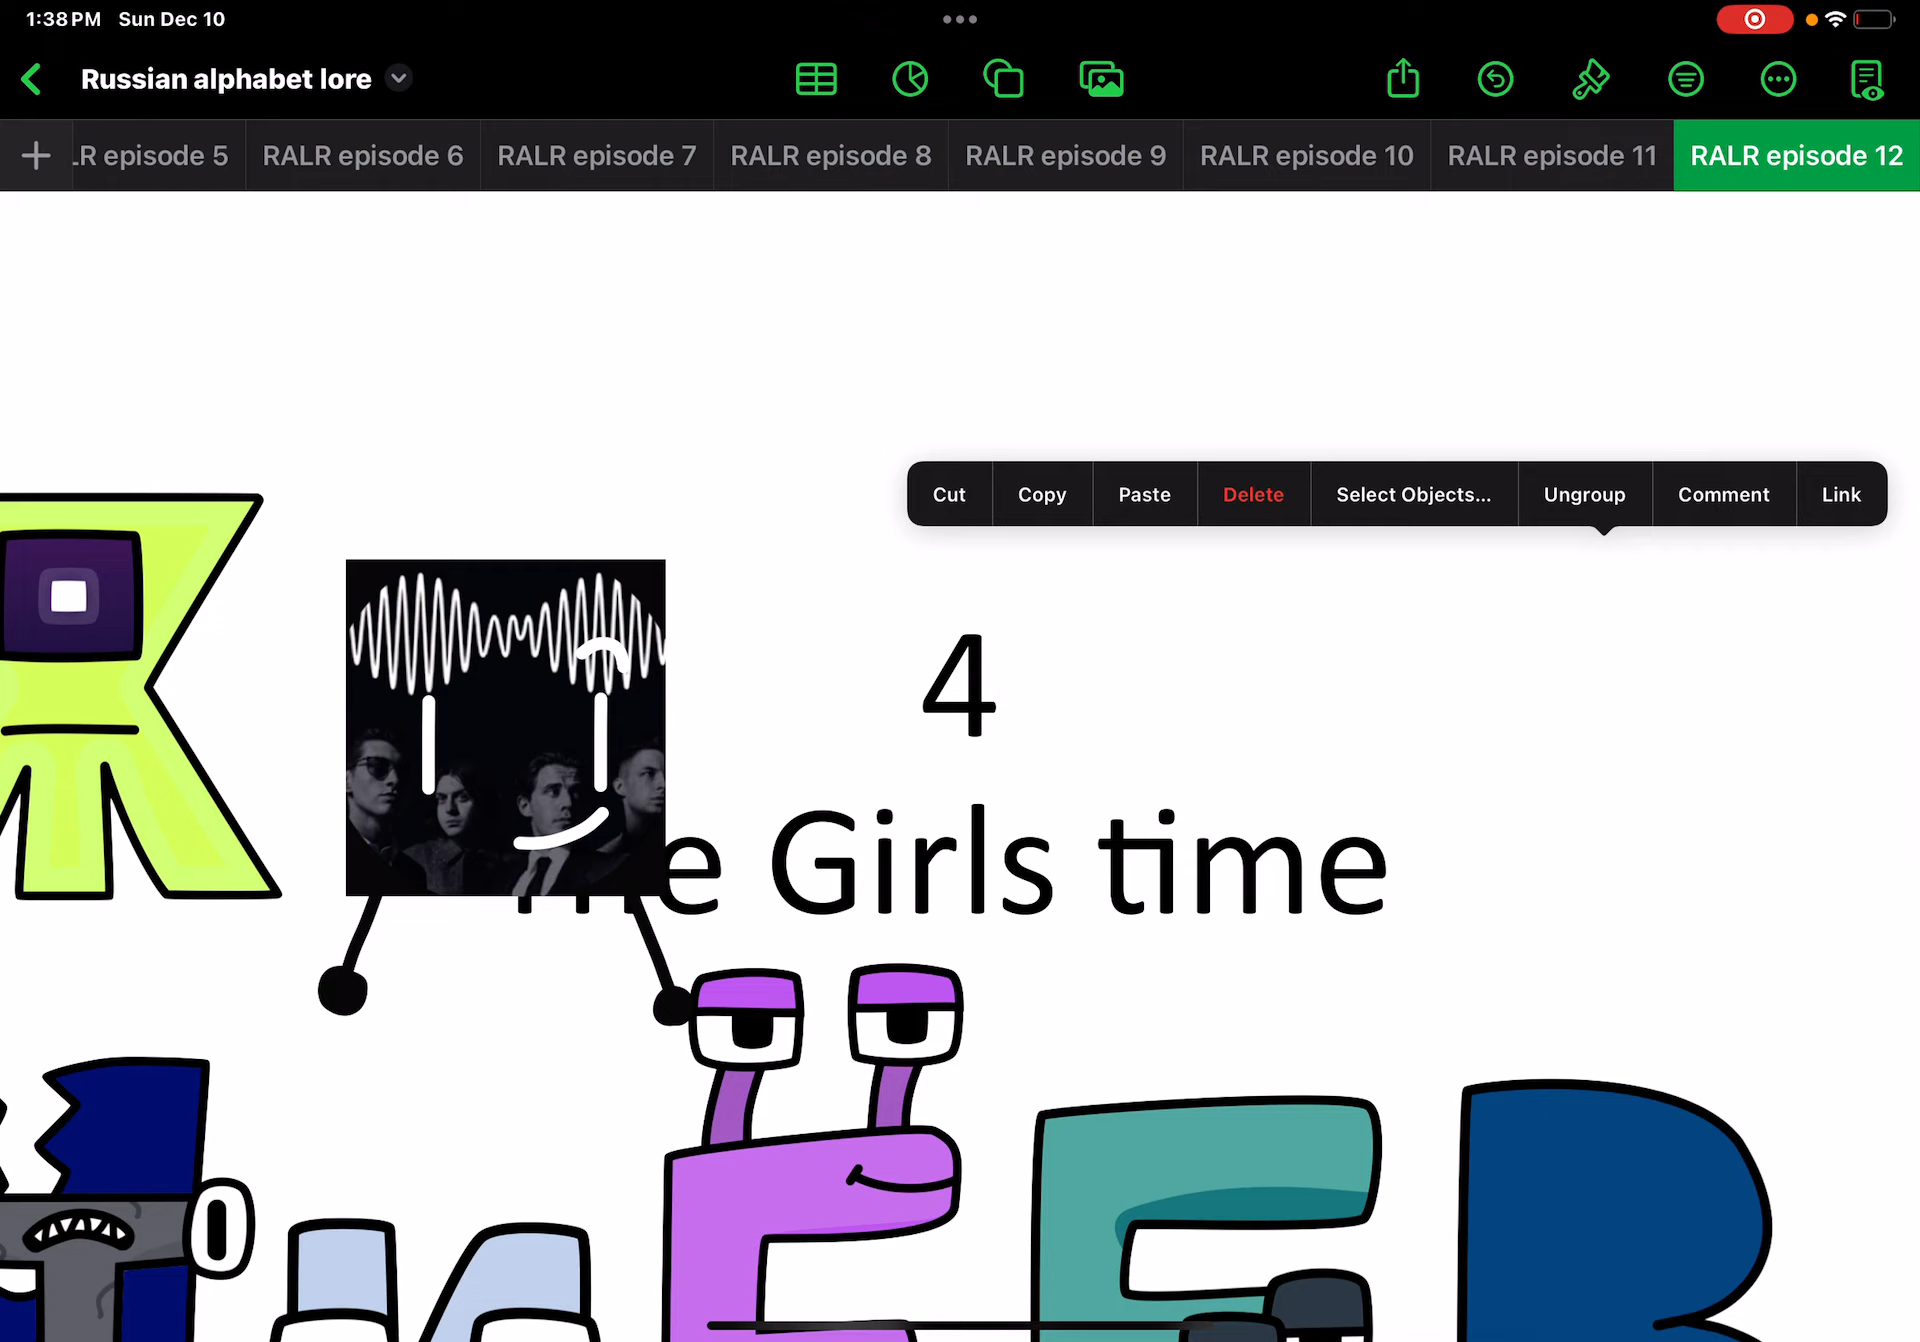 1:38 PM Sun Dec 10
Russian alphabet lore
LR episode 5 RALR episode 6 RALR episode 7 RALR episode 8 RALR episode 9 RALR episode 10 RALR episode 11 RALR episode 12
Cut Copy Paste Delete Select Objects... Ungroup Comment Link
4
e Girls time